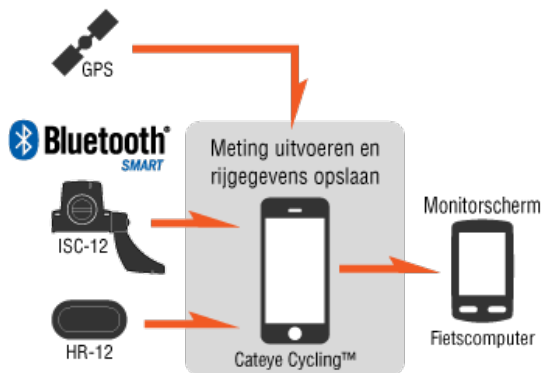 GPS
Bluetooth®
SMART
Meting uitvoeren en
rijgegevens opslaan
ISC-12
HR-12
Cateye Cycling™
Monitorscherm
Fietscomputer